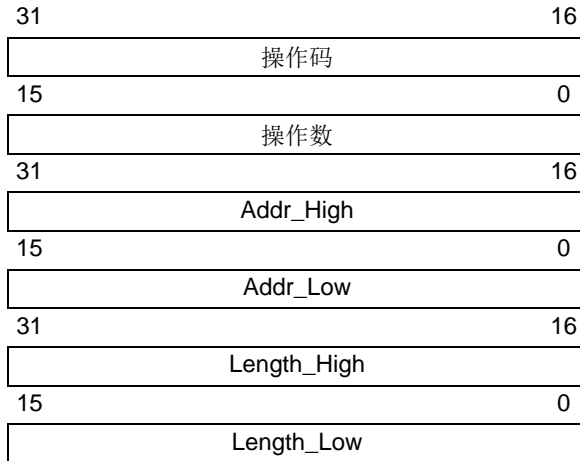 31 16
操作码
15 0
操作数
31 16
Addr_High
15 0
Addr_Low
31 16
Length_High
15 0
Length_Low